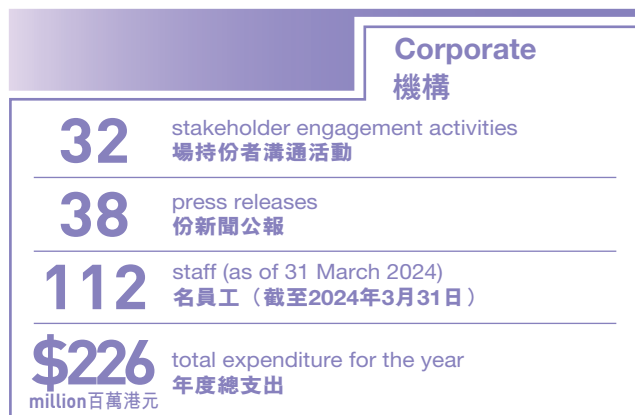 Corporate
機構
32
stakeholder engagement activities
場持份者溝通活動
38
press releases
份新聞公報
112
staff (as of 31 March 2024)
名員工（截至2024年3月31日）
$226
million百萬港元
total expenditure for the year
年度總支出